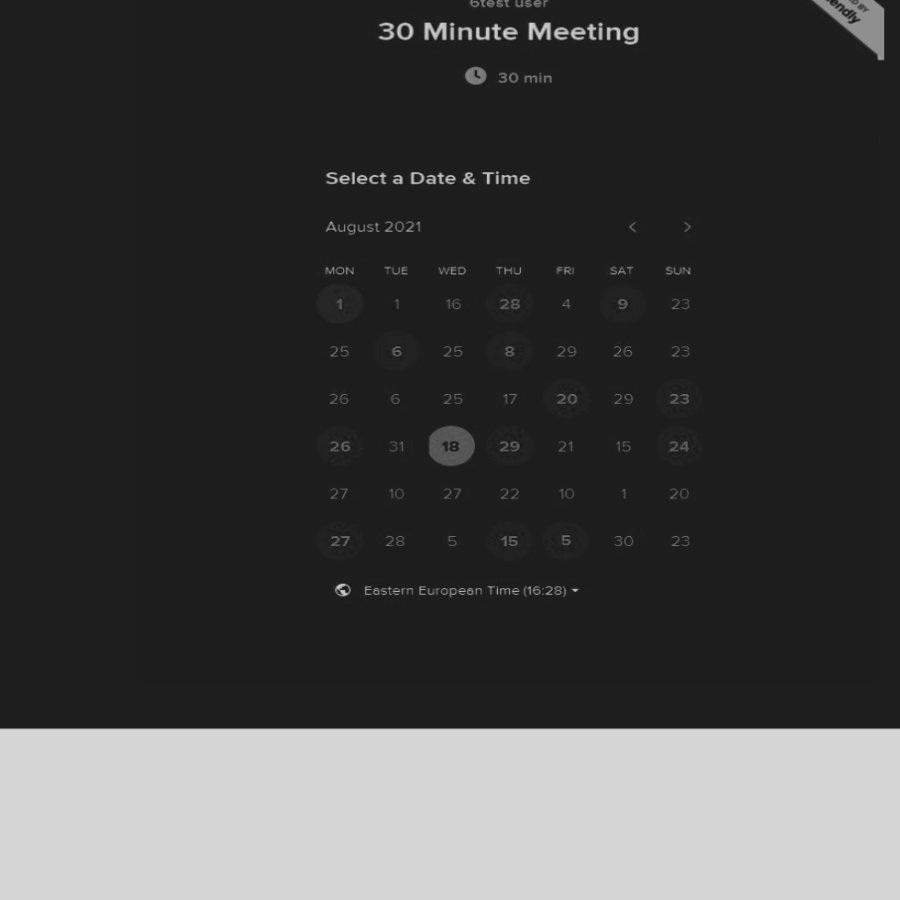 6test user
30 Minute Meeting
30 min
Select a Date & Time
August 2021
< >
MON TUE WED THU FRI SAT SUN
1 1 16 28 4 9 23
25 6 25 8 29 26 23
26 6 25 17 20 29 23
26 31 18 29 21 15 24
27 10 27 22 10 1 20
27 28 5 15 5 30 23
Eastern European Time (16:28)